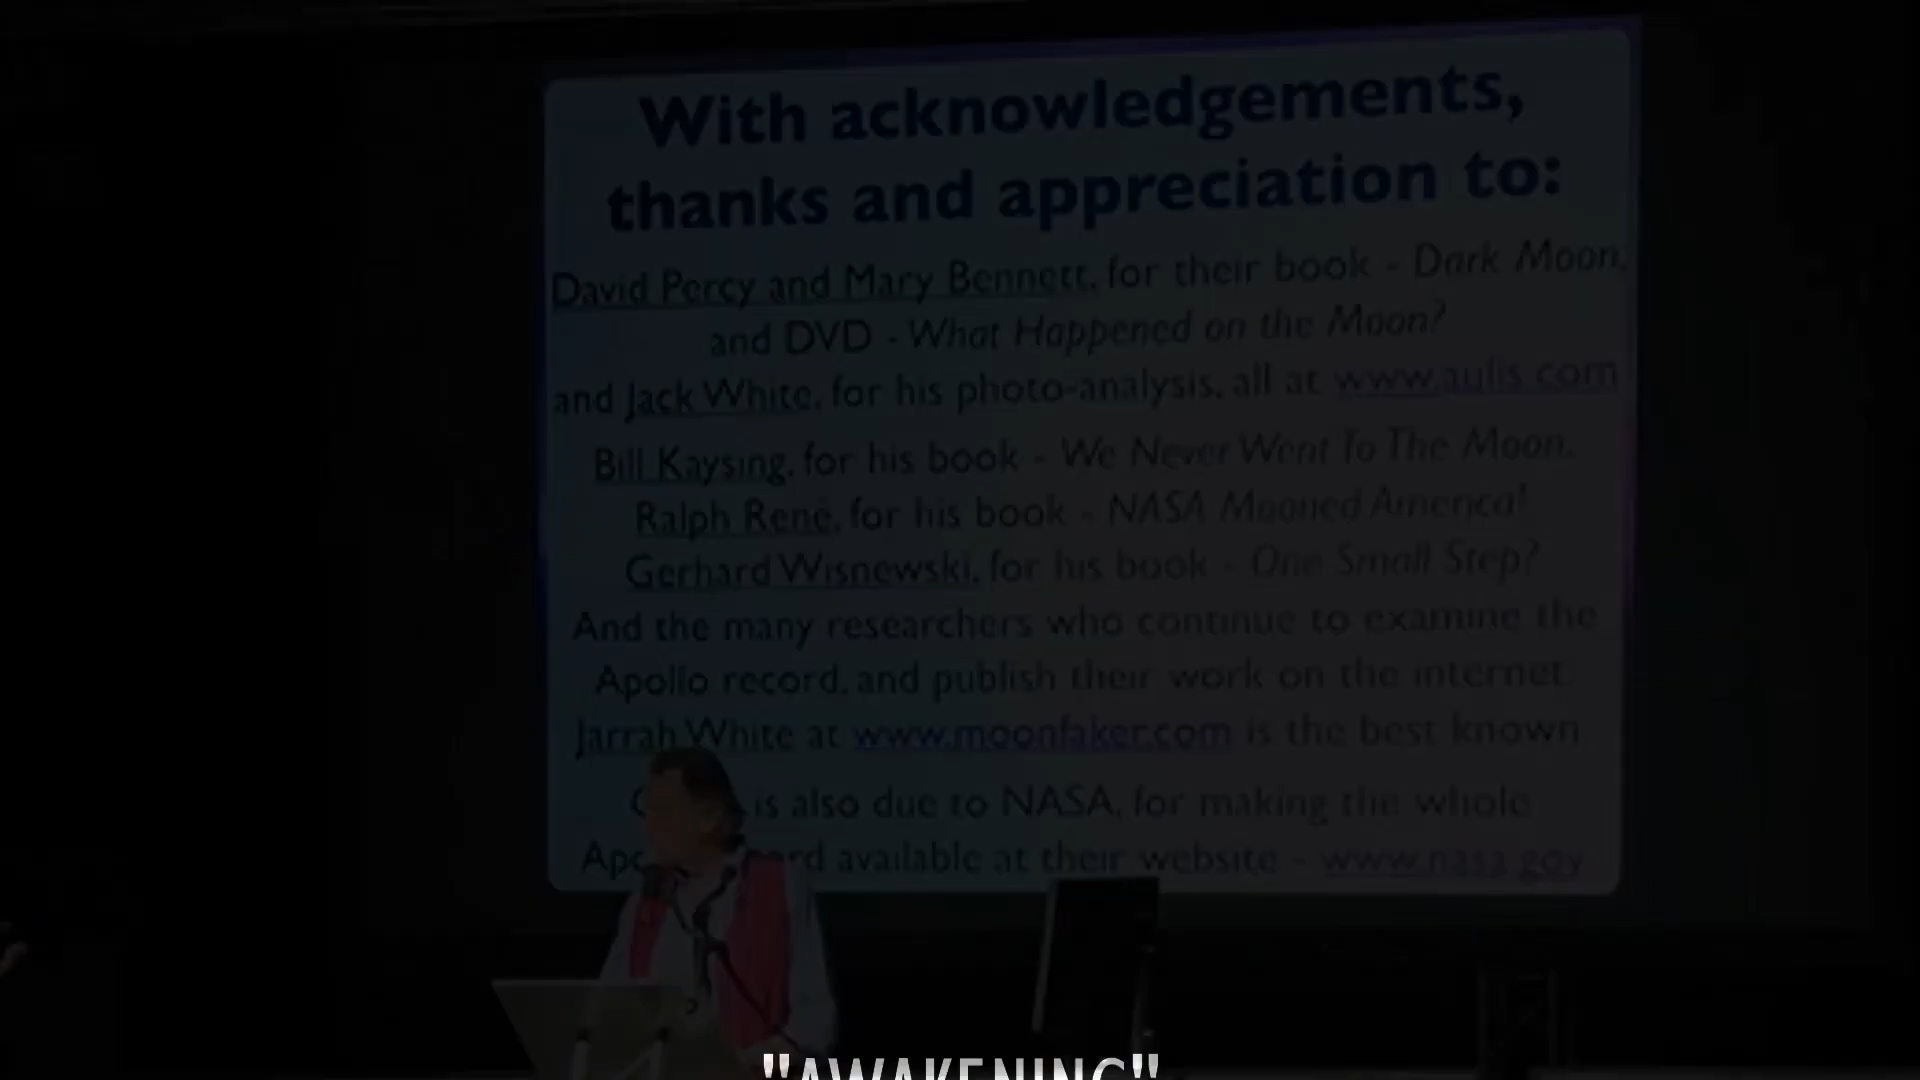 With acknowledgements,
thanks and appreciation to:
David Percy and Mary Bennett, for their book - Dark Moon,
and DVD - What Happened on the Moon?
and Jack White, for his photo-analysis, all at www.aulis.com
Bill Kaysing, for his book - We Never Went To The Moon.
Ralph René, for his book - NASA Mooned America!
Gerhard Wisnewski, for his book - One Small Step?
And the many researchers who continue to examine the
Apollo record, and publish their work on the internet.
Jarrah White at www.moonfaker.com is the best known.
is also due to NASA, for making the whole
available at their website - www.nasa.gov
"AWAKENING"